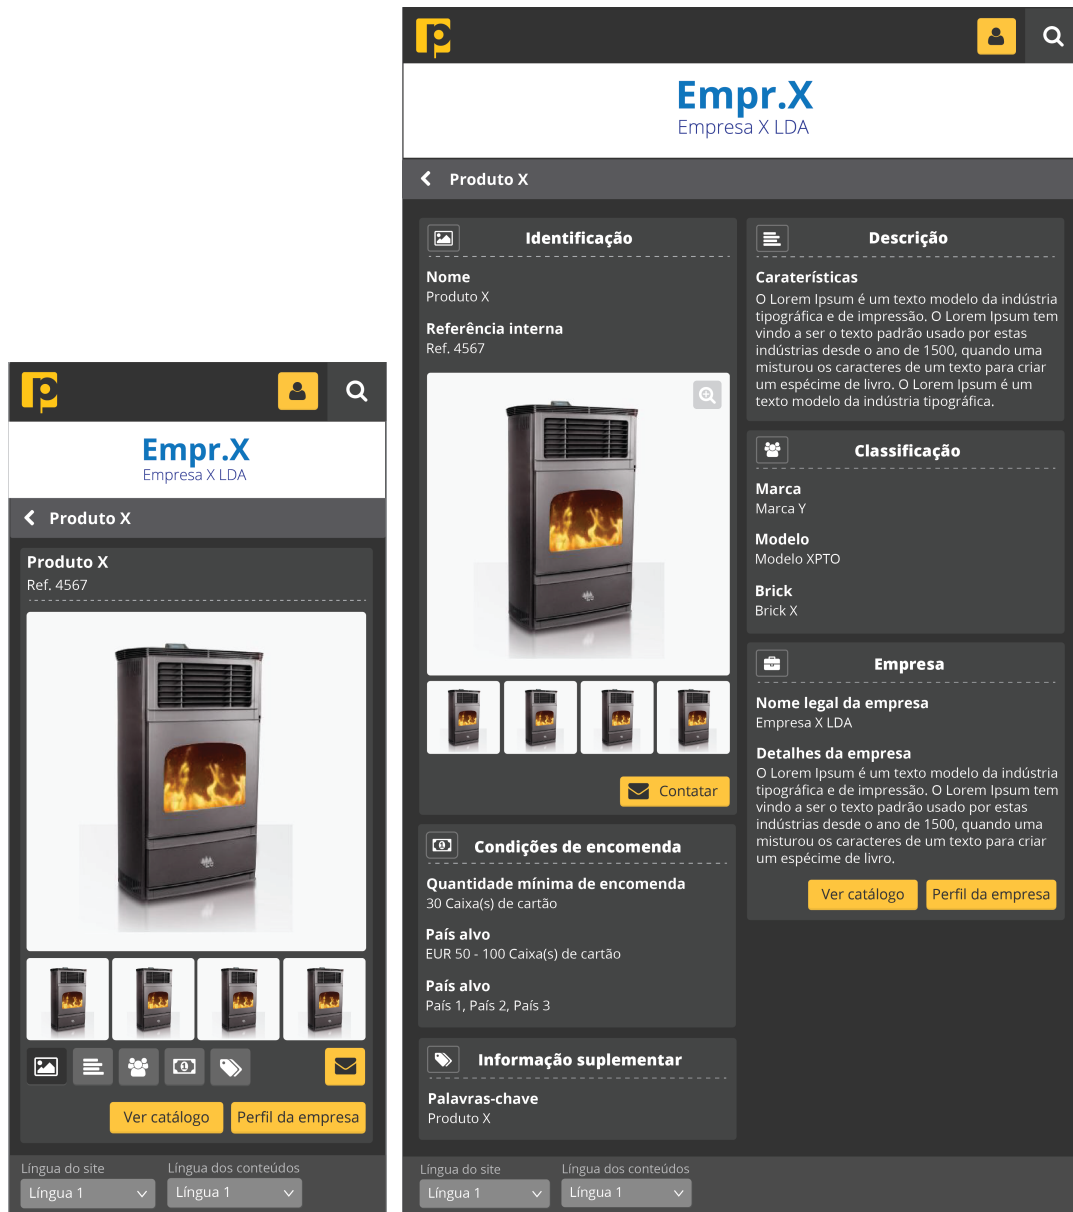 Empr.X
Empresa X LDA
Produto X
Produto X
Ref. 4567
Ver catálogo
Perfil da empresa
Língua do site
Língua dos conteúdos
Língua 1
Língua 1
Empr.X
Empresa X LDA
Produto X
Identificação
Nome
Produto X
Referência interna
Ref. 4567
Contatar
Condições de encomenda
Quantidade mínima de encomenda
30 Caixa(s) de cartão
País alvo
EUR 50 - 100 Caixa(s) de cartão
País alvo
País 1, País 2, País 3
Informação suplementar
Palavras-chave
Produto X
Descrição
Caraterísticas
O Lorem Ipsum é um texto modelo da indústria
tipográfica e de impressão. O Lorem Ipsum tem
vindo a ser o texto padrão usado por estas
indústrias desde o ano de 1500, quando uma
misturou os caracteres de um texto para criar
um espécime de livro. O Lorem Ipsum é um
texto modelo da indústria tipográfica.
Classificação
Marca
Marca Y
Modelo
Modelo XPTO
Brick
Brick X
Empresa
Nome legal da empresa
Empresa X LDA
Detalhes da empresa
O Lorem Ipsum é um texto modelo da indústria
tipográfica e de impressão. O Lorem Ipsum tem
vindo a ser o texto padrão usado por estas
indústrias desde o ano de 1500, quando uma
misturou os caracteres de um texto para criar
um espécime de livro.
Ver catálogo
Perfil da empresa
Língua do site
Língua dos conteúdos
Língua 1
Língua 1